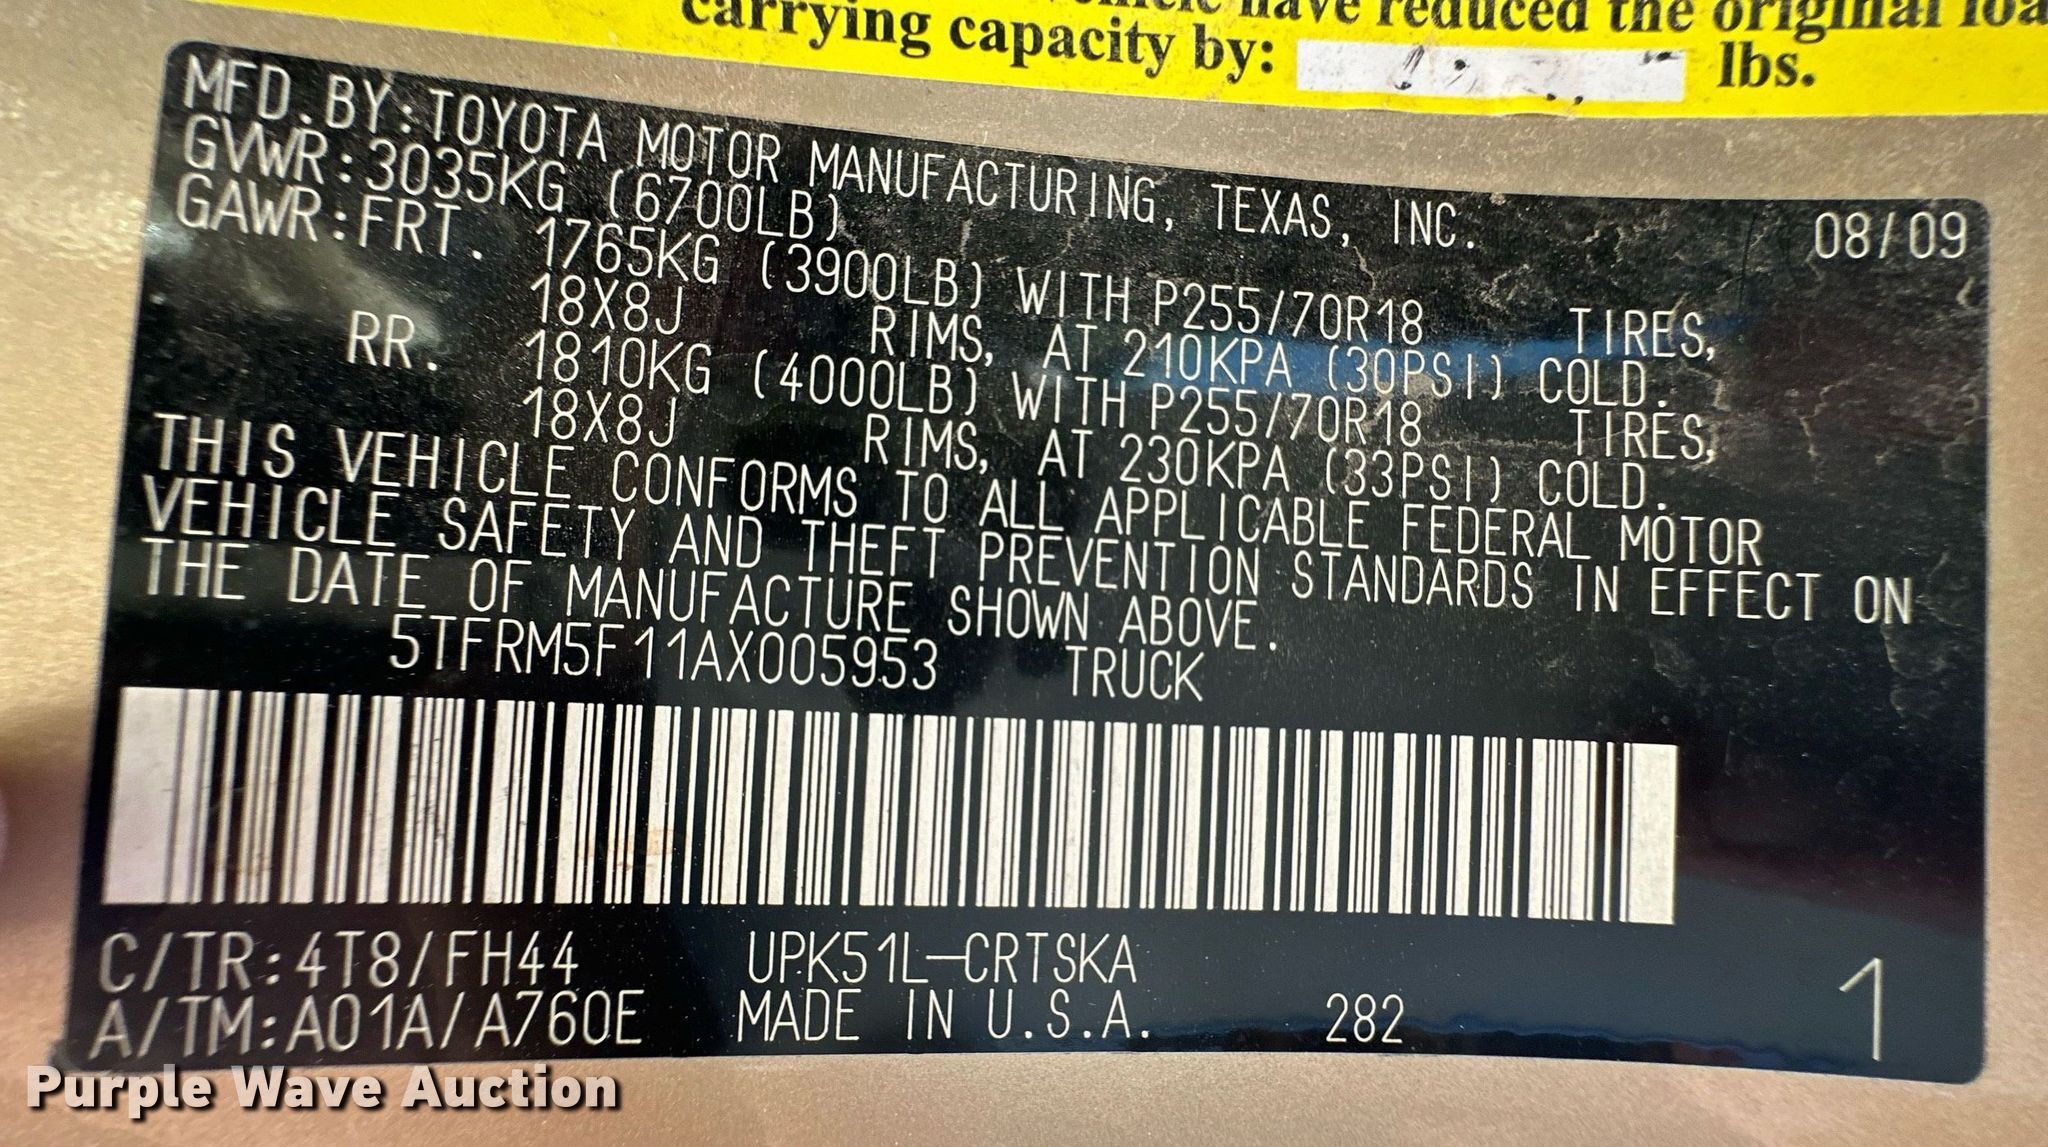 have reduced the original
carrying capacity by: lbs.
MFD.BY:TOYOTA MOTOR MANUFACTURING, TEXAS, INC. 08/09
GVWR:3035KG (6700LB)
GAWR:FRT. 1765KG (3900LB) WITH P255/70R18 TIRES,
18X8J RIMS, AT 210KPA (30PSI) COLD.
RR. 1810KG (4000LB) WITH P255/70R18 TIRES,
18X8J RIMS, AT 230KPA (33PSI) COLD.
THIS VEHICLE CONFORMS TO ALL APPLICABLE FEDERAL MOTOR
VEHICLE SAFETY AND THEFT PREVENTION STANDARDS IN EFFECT ON
THE DATE OF MANUFACTURE SHOWN ABOVE.
5TFRM5F11AX005953 TRUCK
C/TR:4T8/FH44 UPK51L-CRTSKA
A/TM:A01A/A760E MADE IN U.S.A. 282 1
Purple Wave Auction